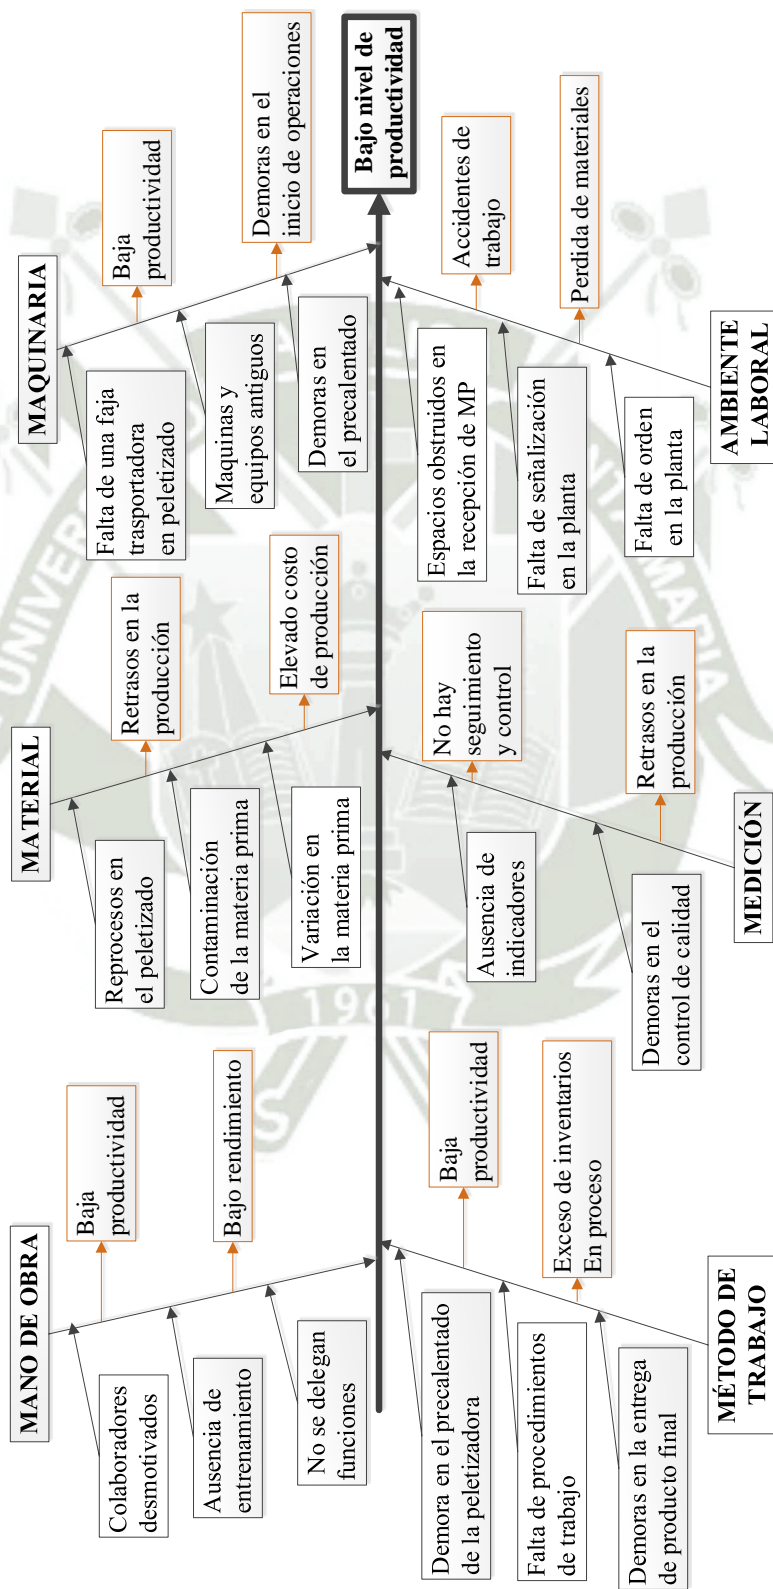 MANO DE OBRA
Colaboradores
desmotivados
Baja
productividad
Ausencia de
entrenamiento
Bajo rendimiento
No se delegan
funciones
MATERIAL
Reprocesos en
el peletizado
Retrasos en la
producción
Contaminación
de la materia prima
Elevado costo
de producción
Variación en
la materia prima
MAQUINARIA
Falta de una faja
trasportadora
en peletizado
Baja
productividad
Maquinas y
equipos antiguos
Demoras en el
inicio de operaciones
Demoras en
el precalentado
Bajo nivel de
productividad
Demora en el precalentado
de la peletizadora
Baja
productividad
Falta de procedimientos
de trabajo
Exceso de inventarios
En proceso
Demoras en la entrega
de producto final
MÉTODO DE
TRABAJO
Ausencia de
indicadores
No hay
seguimiento
y control
Demoras en el
control de calidad
Retrasos en la
producción
MEDICIÓN
Espacios obstruidos en
la recepción de MP
Accidentes de
trabajo
Falta de señalización
en la planta
Perdida de materiales
Falta de orden
en la planta
AMBIENTE
LABORAL
1961